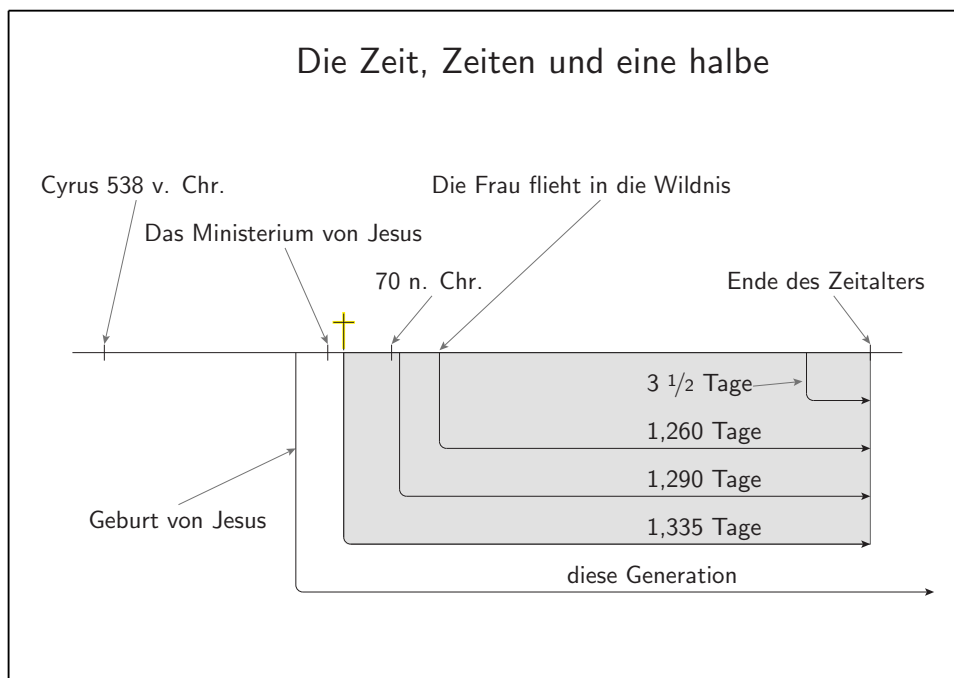 Die Zeit, Zeiten und eine halbe
Cyrus 538 v. Chr.
Die Frau flieht in die Wildnis
Das Ministerium von Jesus
70 n. Chr.
Ende des Zeitalters
3 1/2 Tage
1,260 Tage
1,290 Tage
Geburt von Jesus
1,335 Tage
diese Generation